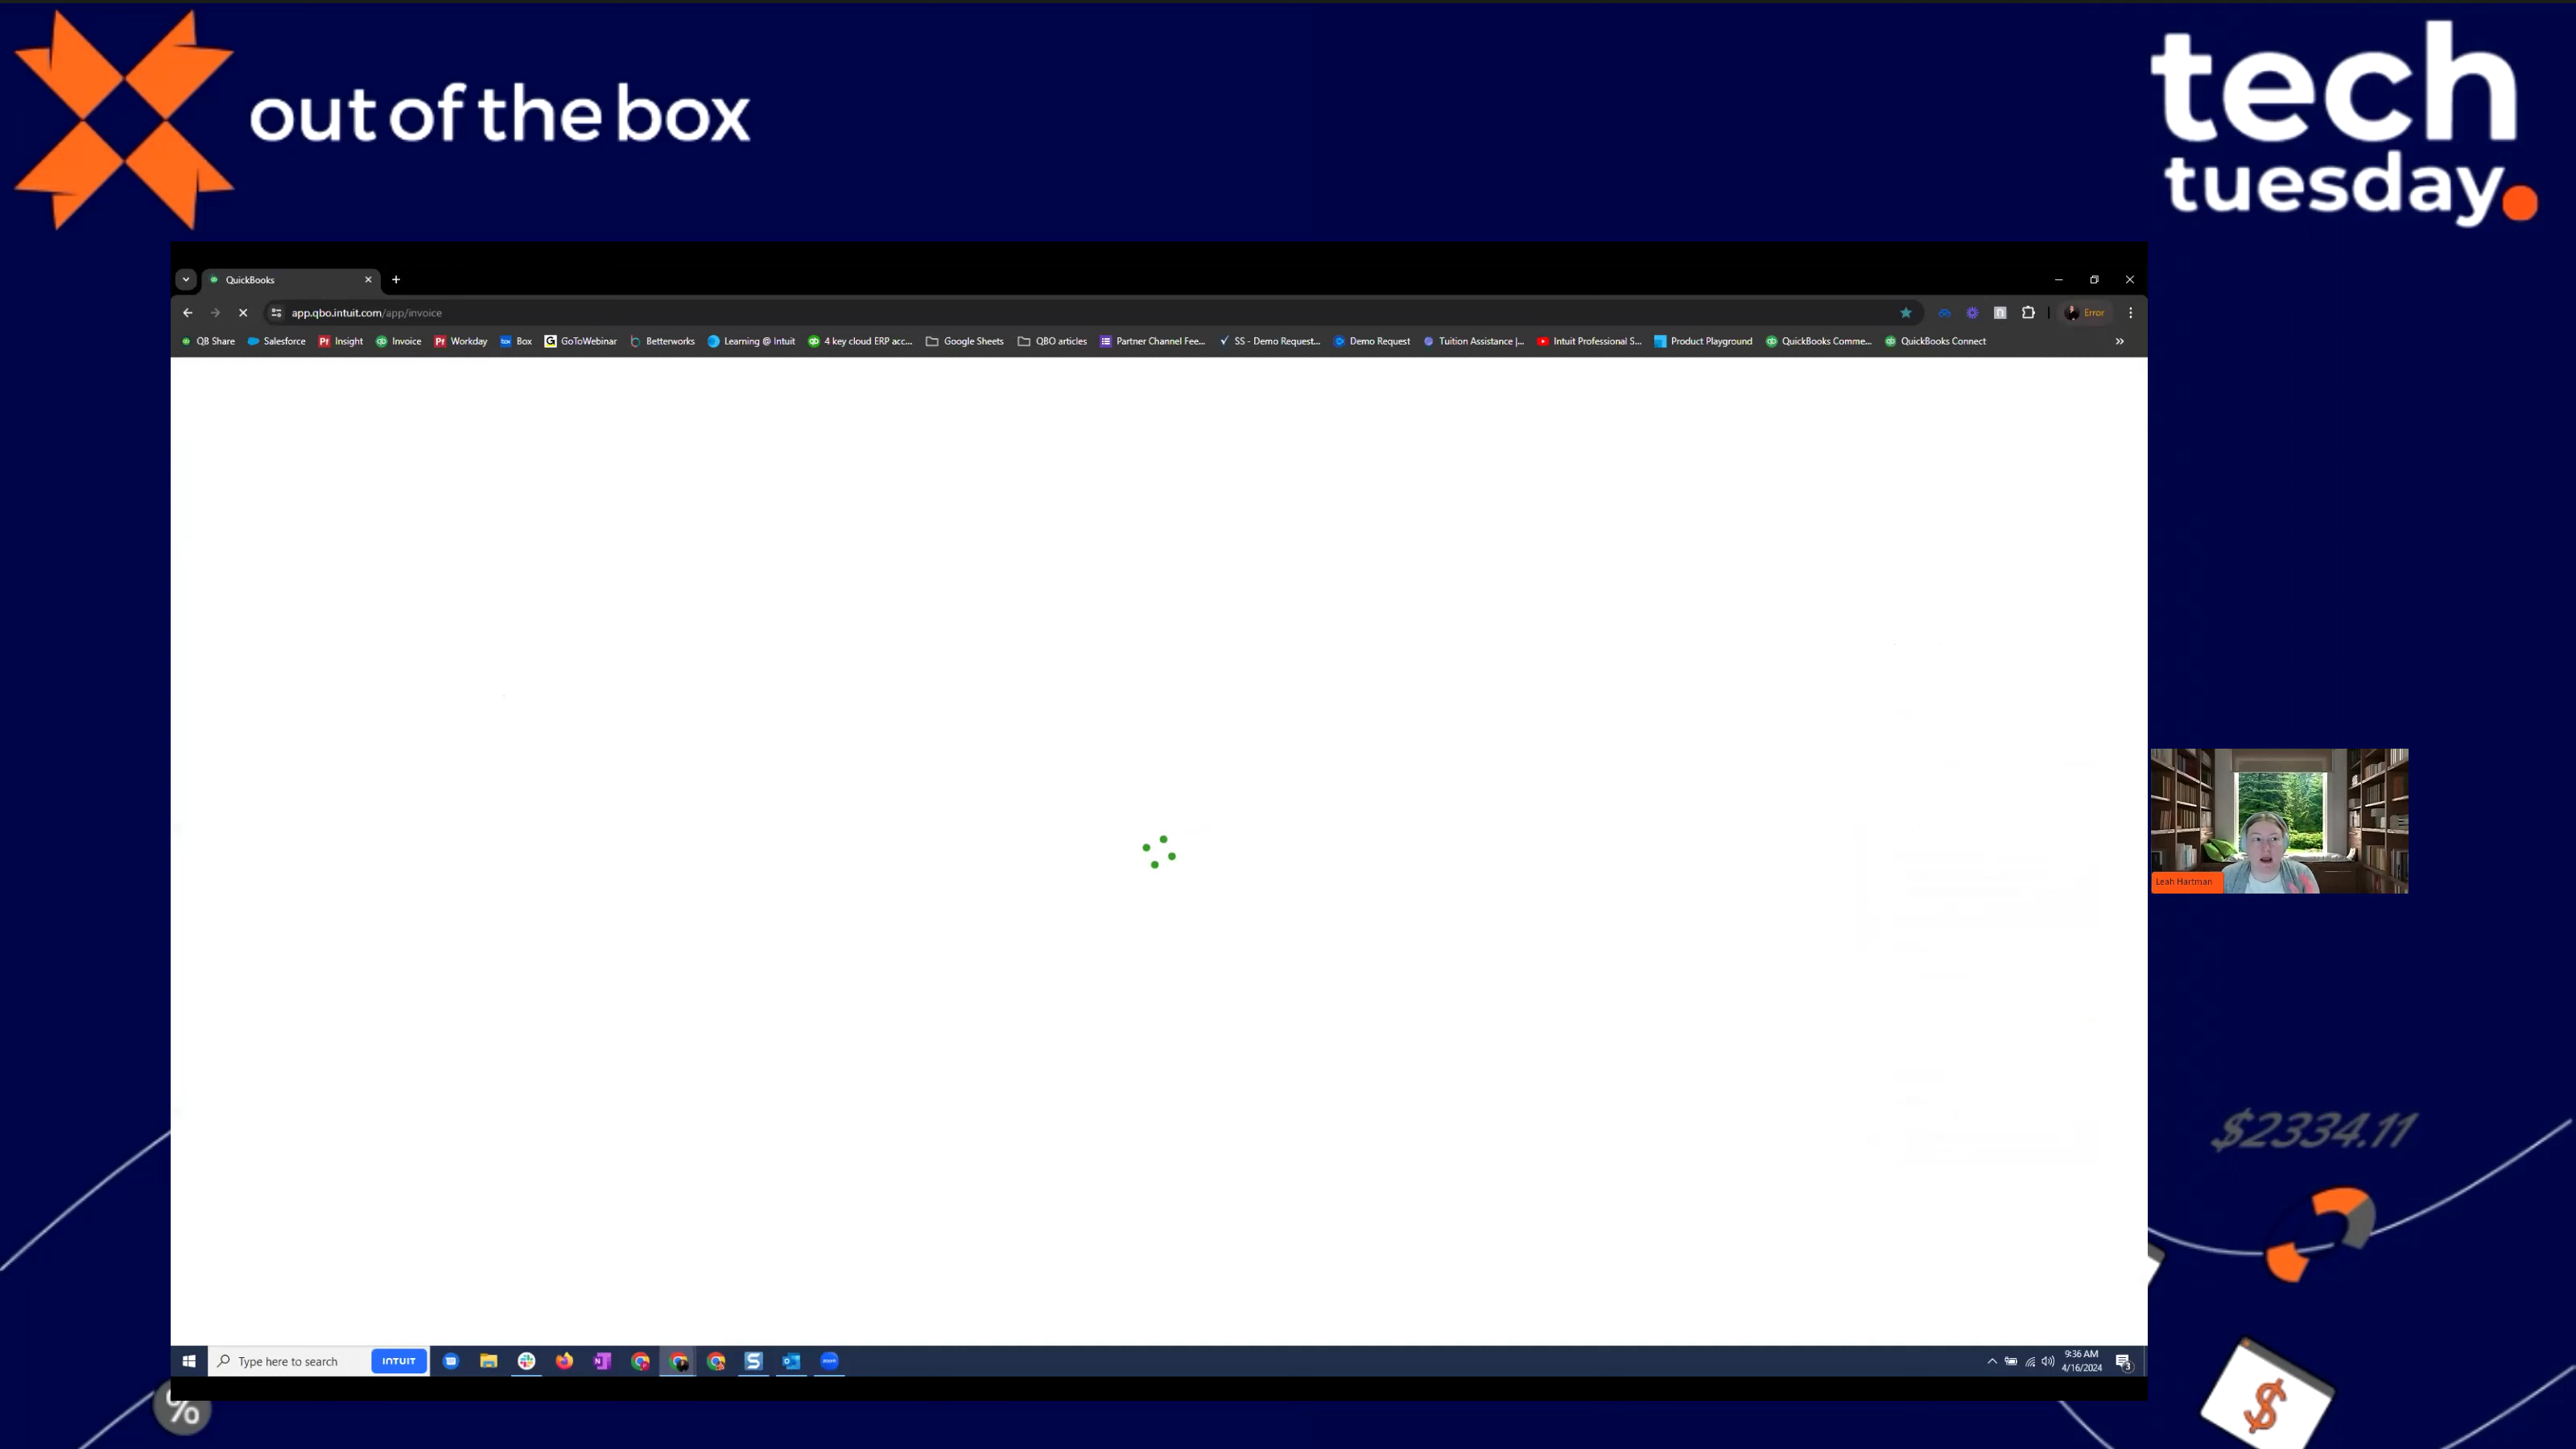 out of the box
tech
tuesday.
QuickBooks
app.qbo.intuit.com/app/invoice
Error
QB Share Salesforce Insight Invoice Workday Box GoToWebinar Betterworks Learning @ Intuit 4 key cloud ERP acc... Google Sheets QBO articles Partner Channel Fee... SS - Demo Request... Demo Request Tuition Assistance |... Intuit Professional S... Product Playground QuickBooks Comme... QuickBooks Connect
Leah Hartman
$2334.11
Type here to search
INTUIT
9:36 AM
4/16/2024
3
%
$